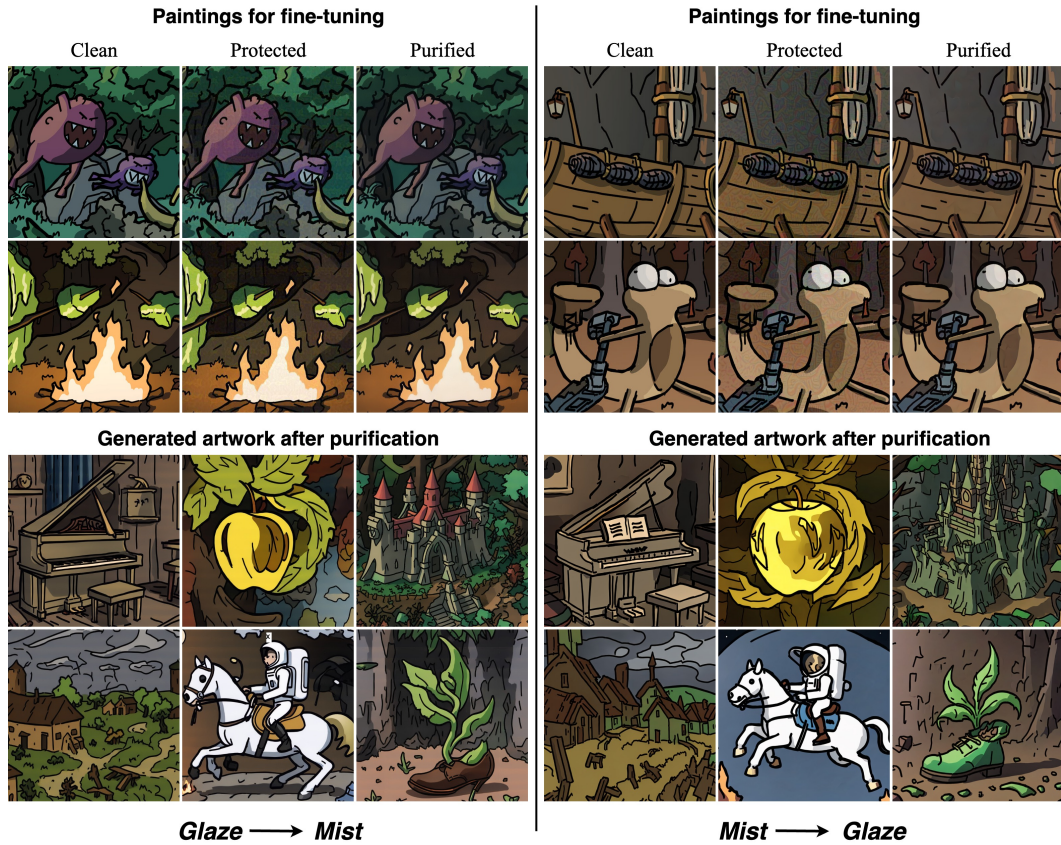 Paintings for fine-tuning
Clean Protected Purified
Generated artwork after purification
Glaze → Mist
Paintings for fine-tuning
Clean Protected Purified
Generated artwork after purification
Mist → Glaze